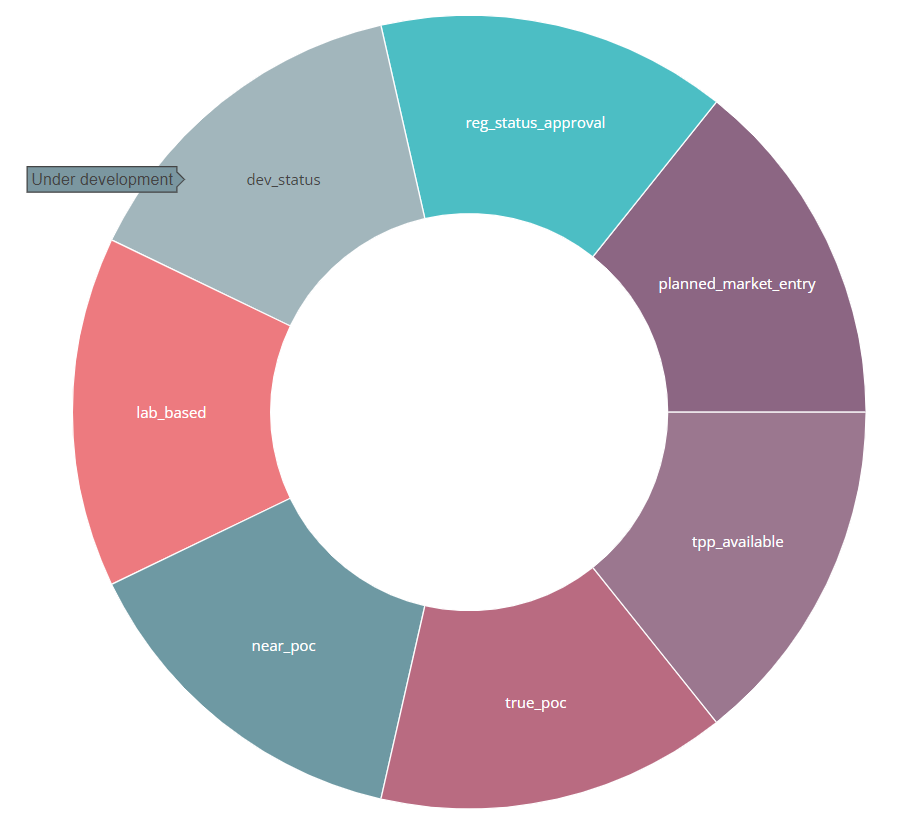 reg_status_approval
Under development
dev_status
planned_market_entry
lab_based
tpp_available
near_poc
true_poc